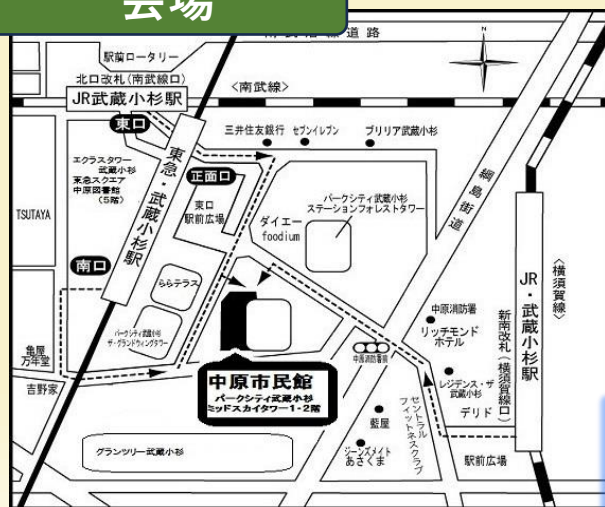 会場
南武沿線道路
駅前ロータリー
北口改札(南武線口)
<南武線>
N
JR武蔵小杉駅
東口
三井住友銀行
セブンイレブン
ブリリア武蔵小杉
東急・武蔵小杉駅
エクラスタワー
武蔵小杉
東急スクエア
中原図書館
(5階)
正面口
東口
駅前広場
ダイエー
foodium
パークシティ武蔵小杉
ステーションフォレストタワー
綱島街道
TSUTAYA
南口
ららテラス
パークシティ武蔵小杉
ザ・グランドウィングタワー
JR・武蔵小杉駅
<横須賀線>
新南改札(横須賀線口)
中原消防署
リッチモンド
ホテル
中原消防署前
亀屋
万年堂
吉野家
中原市民館
パークシティ武蔵小杉
ミッドスカイタワー1・2階
レジデンス・ザ
武蔵小杉
デリド
セントラル
フィットネスクラブ
藍屋
ジーンズメイト
あさくま
グランツリー武蔵小杉
駅前広場